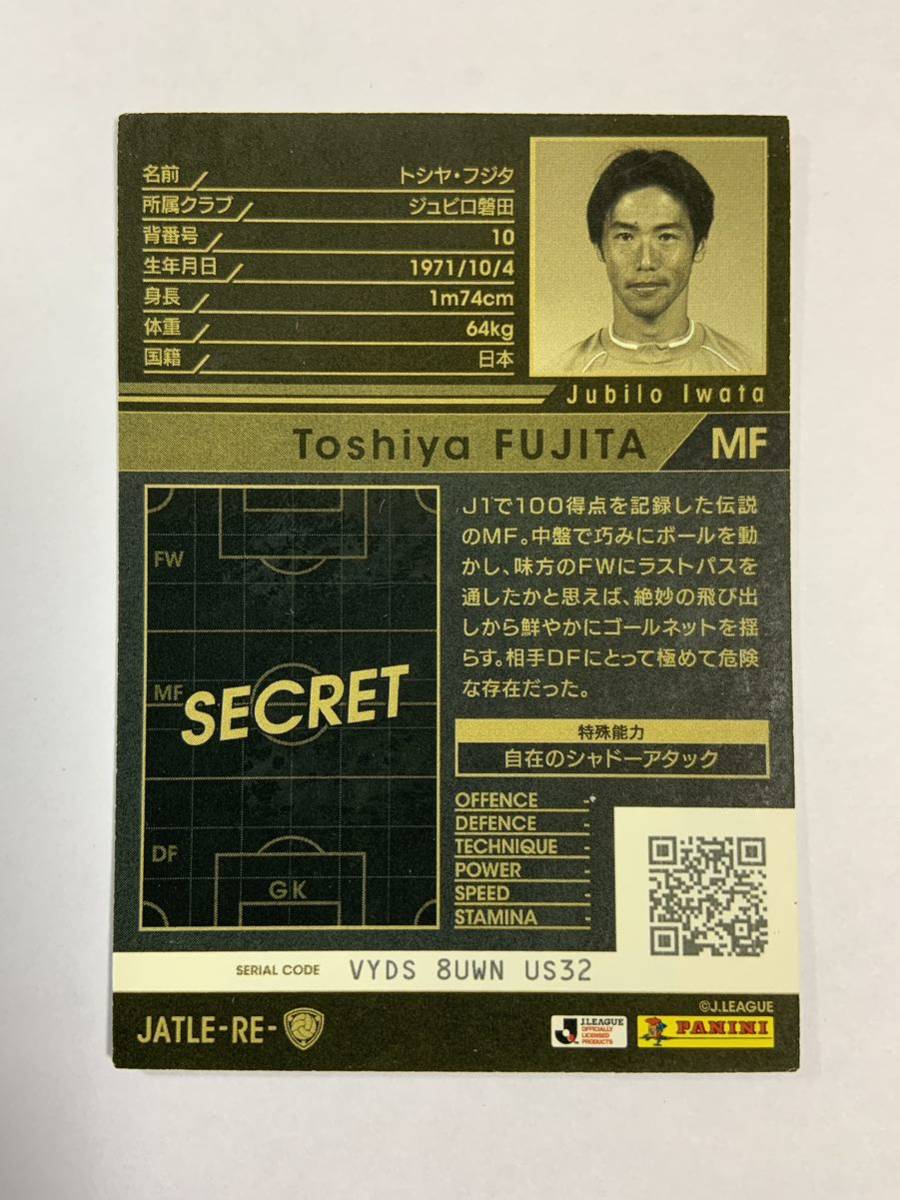 名前 トシヤ・フジタ
所属クラブ ジュビロ磐田
背番号 10
生年月日 1971/10/4
身長 1m74cm
体重 64kg
国籍 日本
Jubilo Iwata
Toshiya FUJITA MF
FW
MF
SECRET
DF
GK
J1で100得点を記録した伝説
のMF。中盤で巧みにボールを動
かし、味方のFWにラストパスを
通したかと思えば、絶妙の飛び出
しから鮮やかにゴールネットを揺
らす。相手DFにとって極めて危険
な存在だった。
特殊能力
自在のシャドーアタック
OFFENCE -
DEFENCE -
TECHNIQUE -
POWER -
SPEED -
STAMINA -
SERIAL CODE VYDS 8UWN US32
©J.LEAGUE
JATLE-RE-
J.LEAGUE
OFFICIALLY
LICENSED
PRODUCTS
PANINI